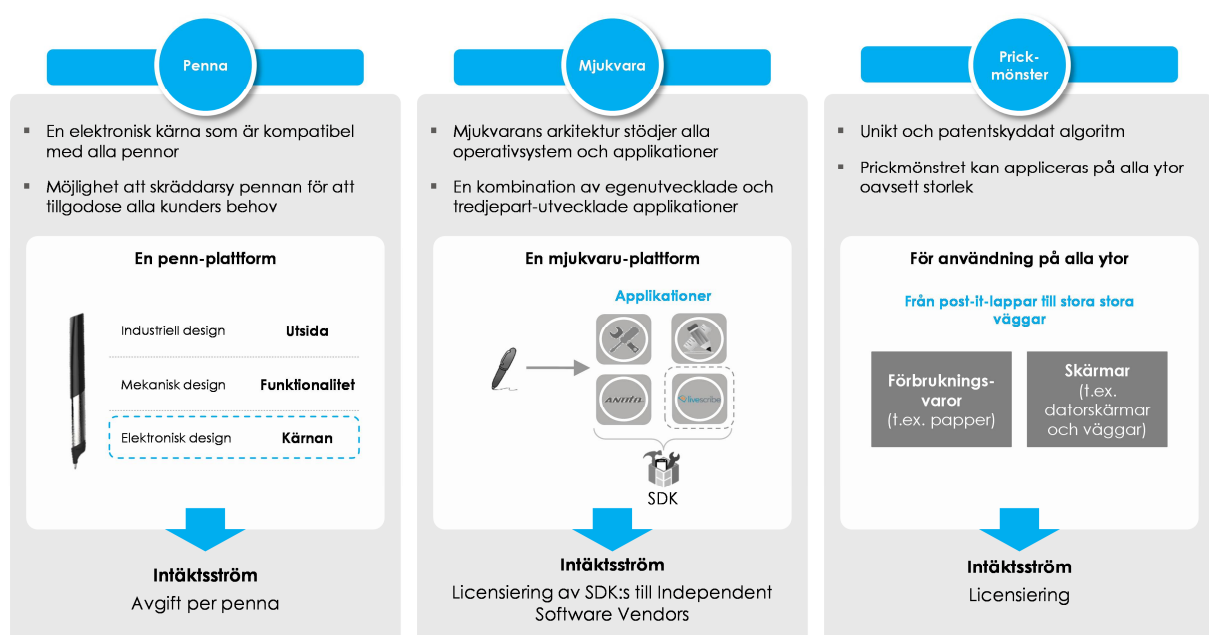 Penna
En elektronisk kärna som är kompatibel
med alla pennor
Möjlighet att skräddarsy pennan för att
tillgodose alla kunders behov
En penn-plattform
Industriell design Utsida
Mekanisk design Funktionalitet
Elektronisk design Kärnan
Intäktsström
Avgift per penna
Mjukvara
Mjukvarans arkitektur stödjer alla
operativsystem och applikationer
En kombination av egenutvecklade och
tredjepart-utvecklade applikationer
En mjukvaru-plattform
Applikationer
livescribe
SDK
Intäktsström
Licensiering av SDK:s till Independent
Software Vendors
Prick-
mönster
Unikt och patentskyddat algoritm
Prickmönstret kan appliceras på alla ytor
oavsett storlek
För användning på alla ytor
Från post-it-lappar till stora stora
väggar
Förbruknings-
varor
(t.ex. papper)
Skärmar
(t.ex.
datorskärmar
och väggar)
Intäktsström
Licensiering